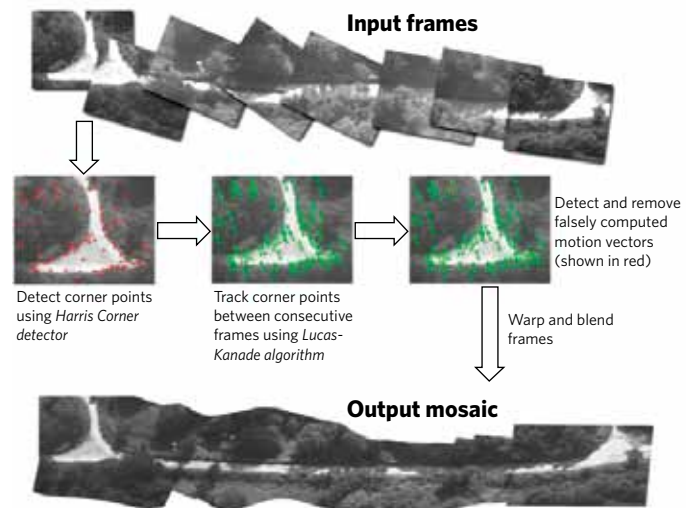 Input frames
Detect corner points
using Harris Corner
detector
Track corner points
between consecutive
frames using Lucas-
Kanade algorithm
Detect and remove
falsely computed
motion vectors
(shown in red)
Warp and blend
frames
Output mosaic